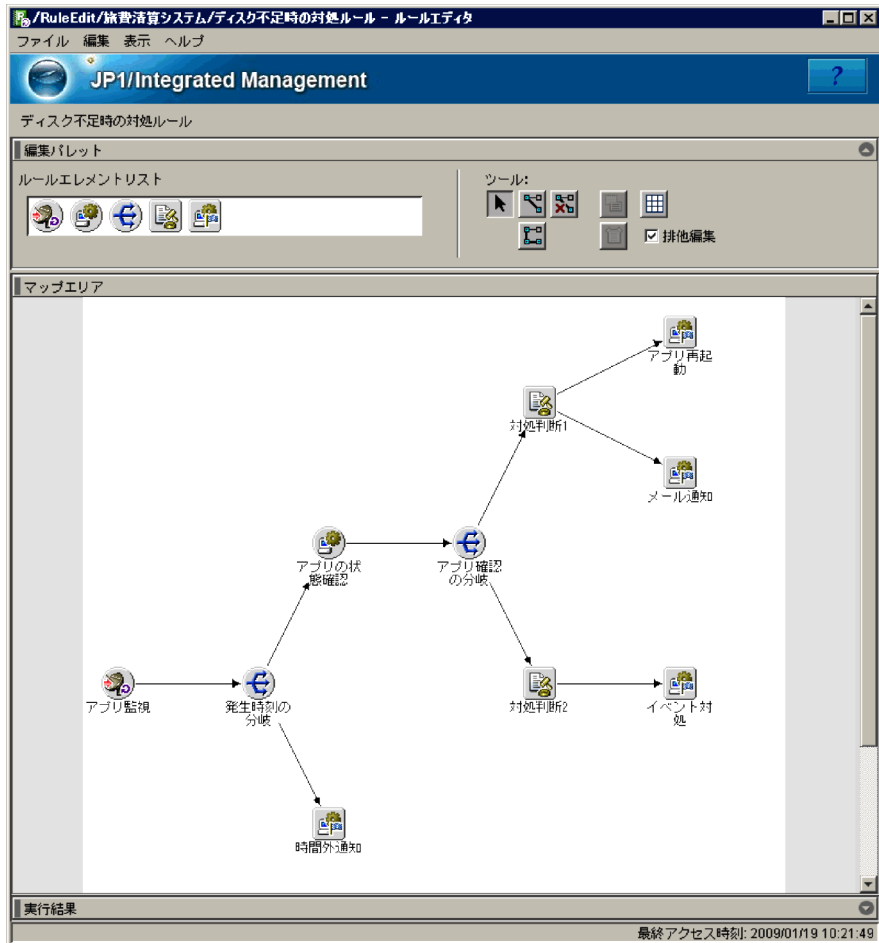 /RuleEdit/旅費清算システム/ディスク不足時の対処ルール - ルールエディタ
ファイル 編集 表示 ヘルプ
JP1/Integrated Management
?
ディスク不足時の対処ルール
編集パレット
ルールエレメントリスト
ツール:
排他編集
マップエリア
アプリ再起
動
対処判断1
メール通知
アプリの状
態確認
アプリ確認
の分岐
アプリ監視
発生時刻の
分岐
対処判断2
イベント対
処
時間外通知
実行結果
最終アクセス時刻: 2009/01/19 10:21:49